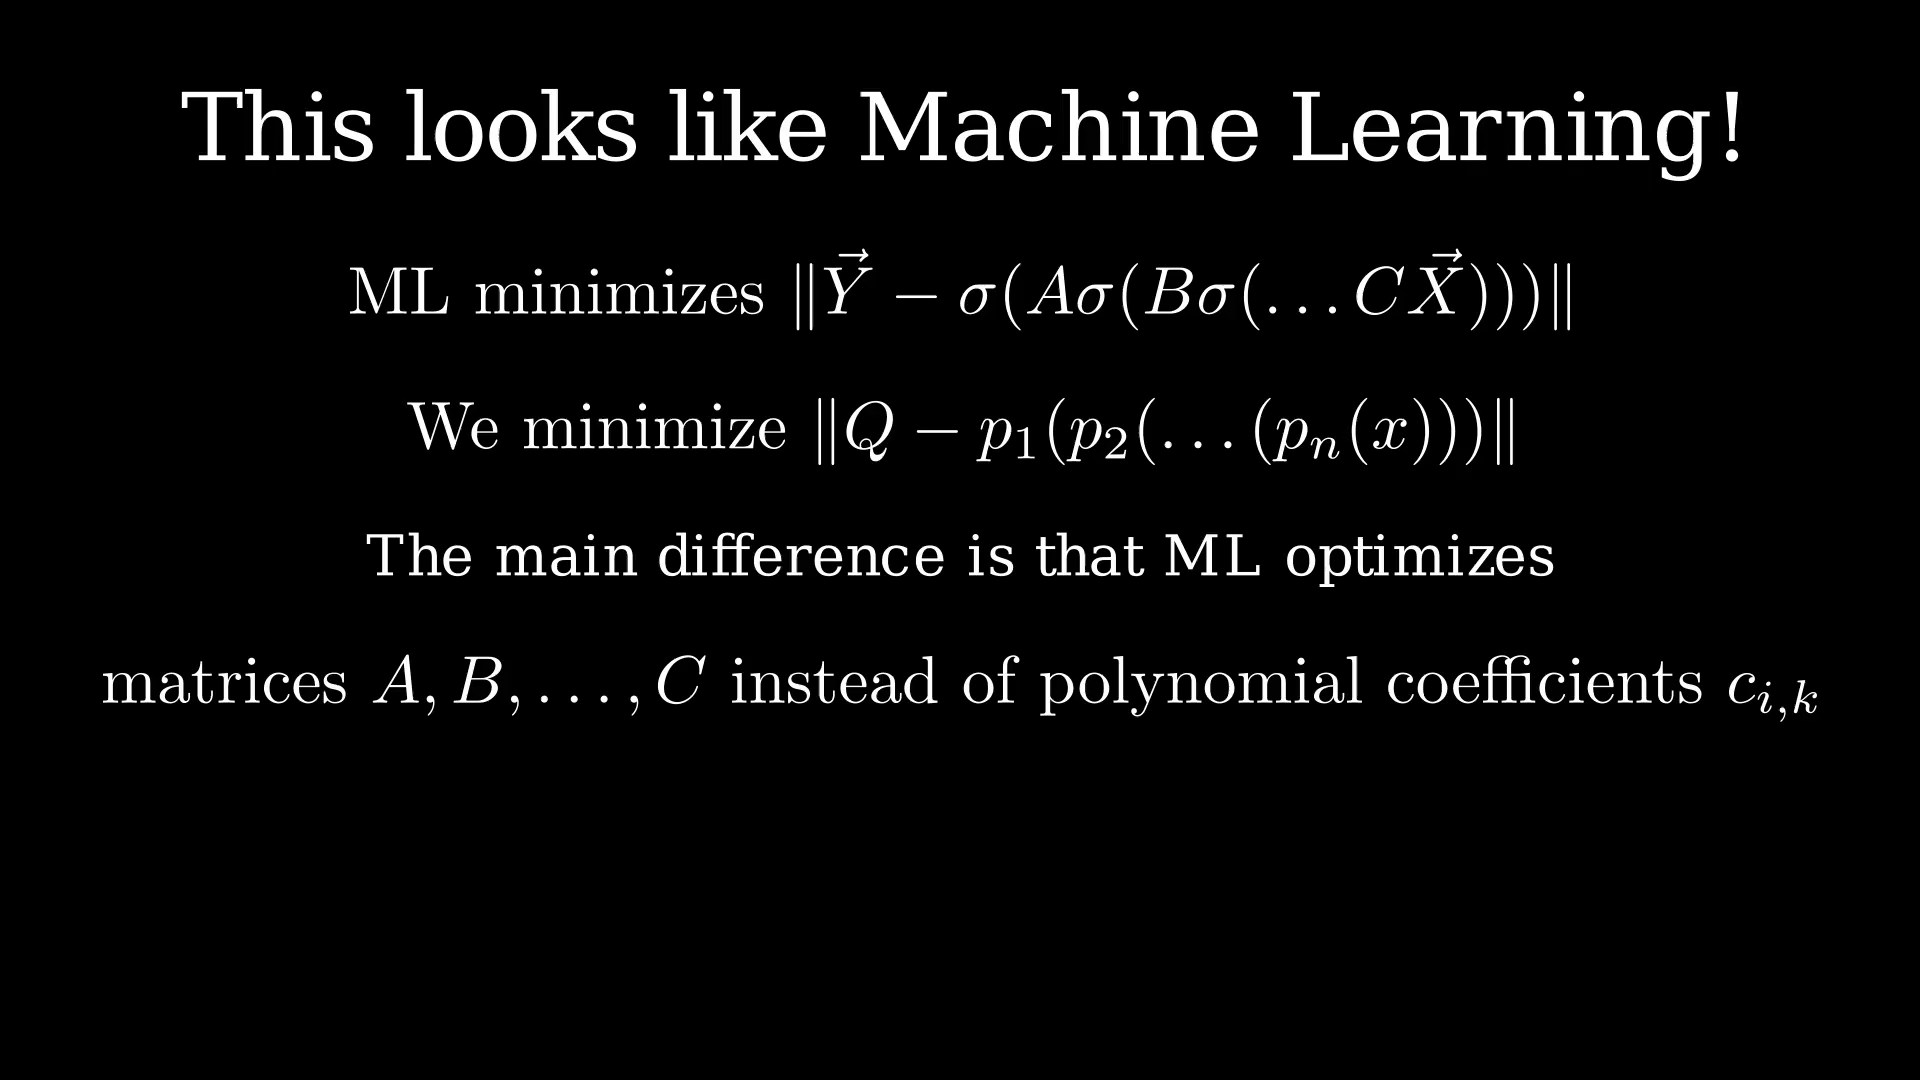 This looks like Machine Learning!
ML minimizes ‖Y⃗ − σ(Aσ(Bσ(…CX⃗)))‖
We minimize ‖Q − p₁(p₂(…(pₙ(x)))‖
The main difference is that ML optimizes
matrices A, B, …, C instead of polynomial coefficients c_{i,k}